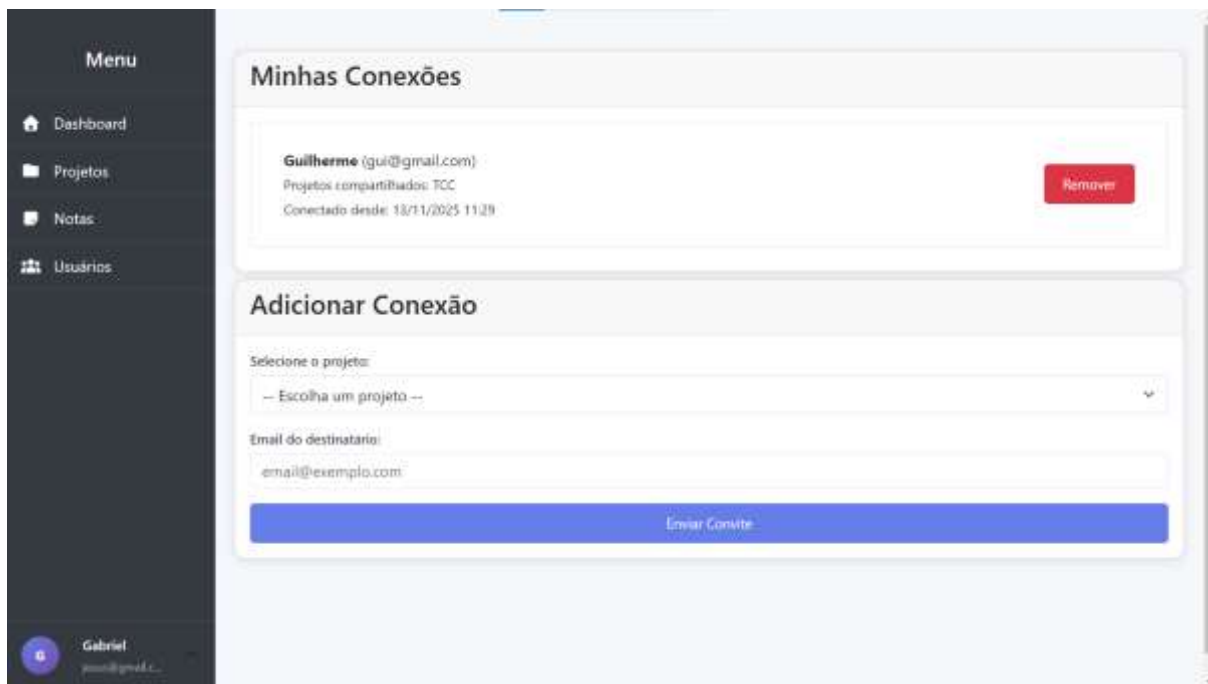 Menu
Dashboard
Projetos
Notas
Usuários
Gabriel
Minhas Conexões
Guilherme (gui@gmail.com)
Projetos compartilhados: TCC
Conectado desde: 13/11/2025 11:29
Remover
Adicionar Conexão
Selecione o projeto:
-- Escolha um projeto --
Email do destinatário:
email@exemplo.com
Enviar Convite